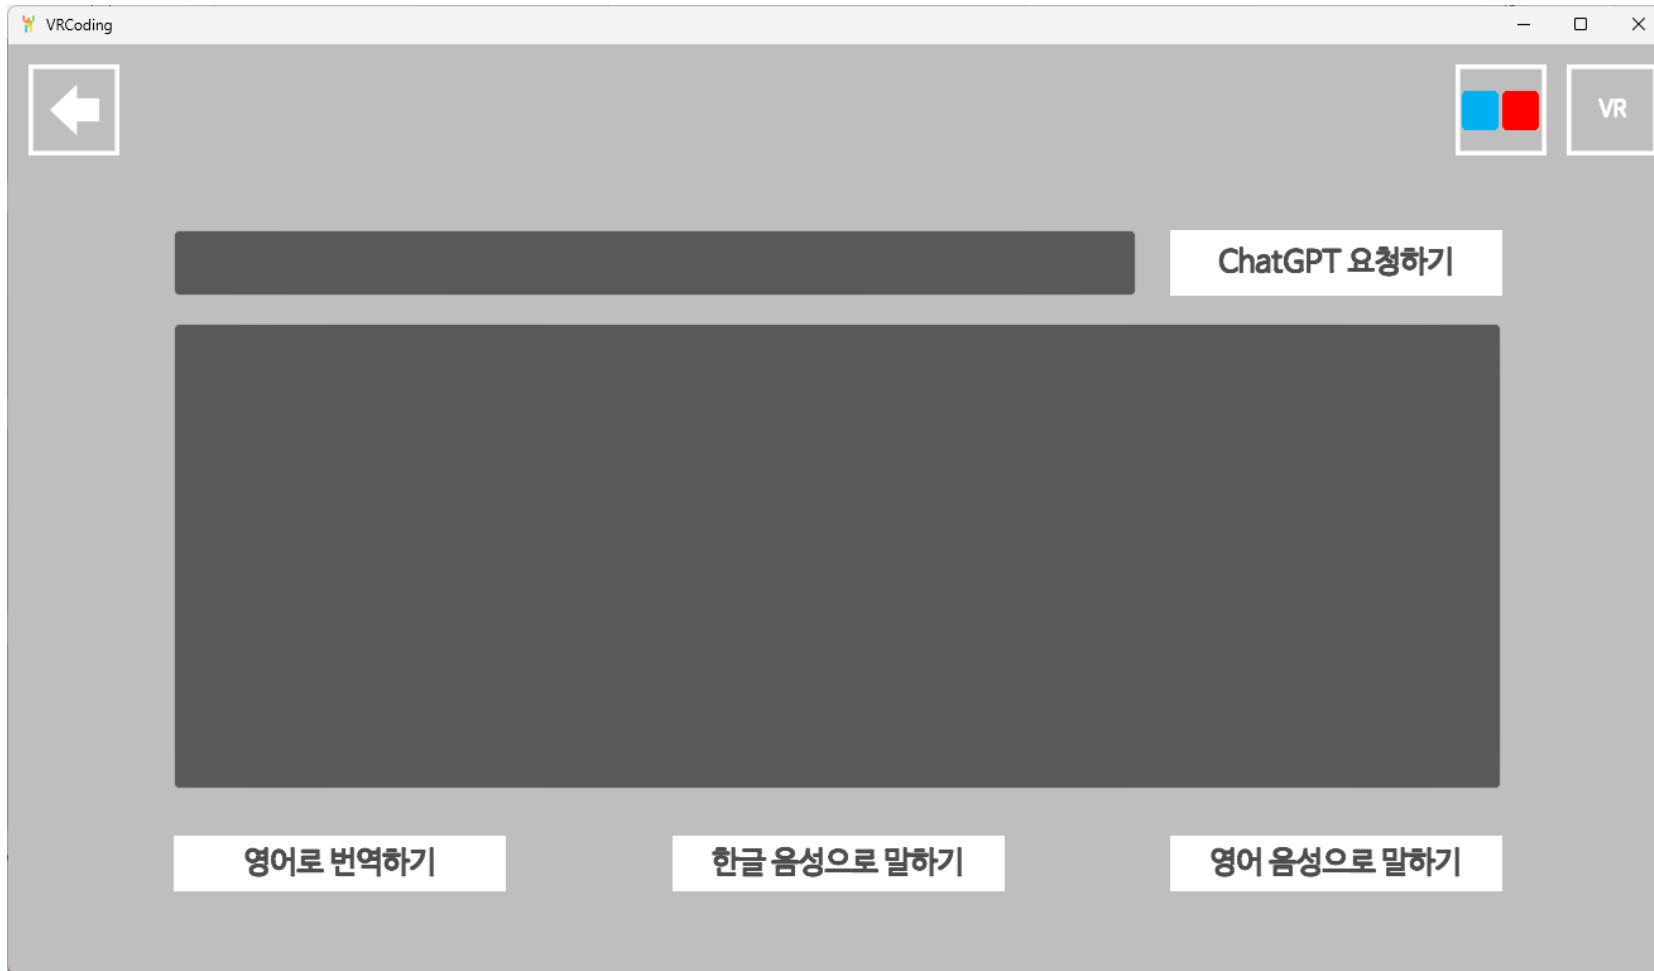 VRCoding
VR
ChatGPT 요청하기
영어로 번역하기
한글 음성으로 말하기
영어 음성으로 말하기